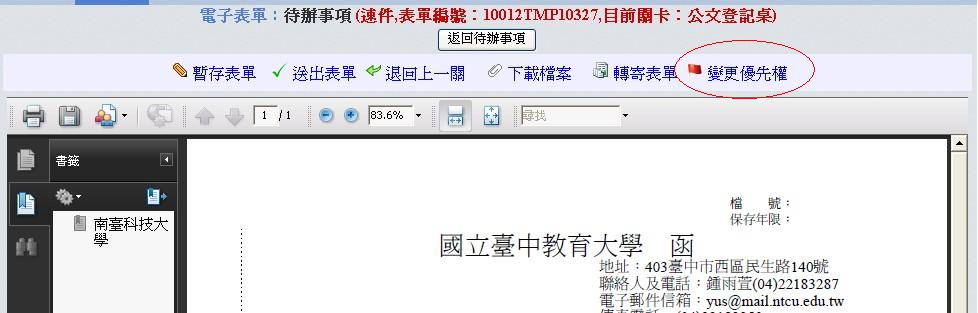 電子表單：待辦事項 (速件,表單編號：10012TMP10327,目前關卡：公文登記桌)
返回待辦事項
暫存表單 送出表單 退回上一關 下載檔案 轉寄表單 變更優先權
1 / 1 83.6% 尋找
書籤
南臺科技大學
檔　　號：
保存年限：
國立臺中教育大學　函
地址：403臺中市西區民生路140號
聯絡人及電話：鍾雨萱(04)22183287
電子郵件信箱：yus@mail.ntcu.edu.tw